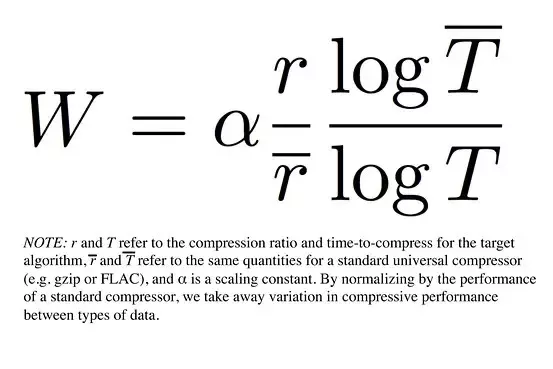 W = α r/r̅ log T̅/log T
NOTE: r and T refer to the compression ratio and time-to-compress for the target
algorithm, r̅ and T̅ refer to the same quantities for a standard universal compressor
(e.g. gzip or FLAC), and α is a scaling constant. By normalizing by the performance
of a standard compressor, we take away variation in compressive performance
between types of data.